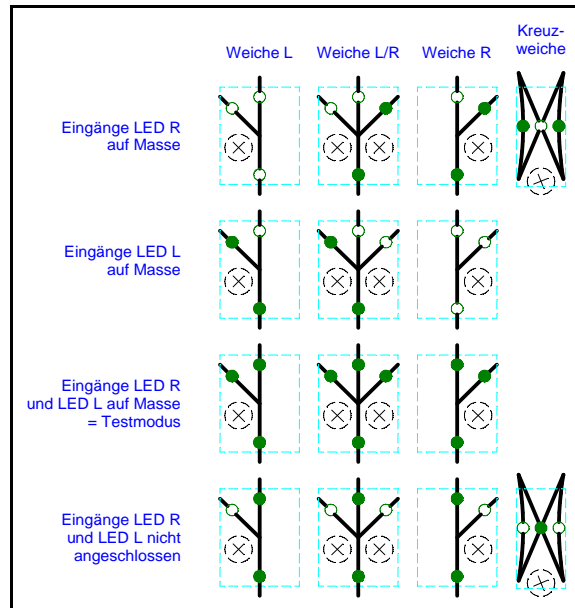 Kreuz-
weiche
Weiche L
Weiche L/R
Weiche R
Eingänge LED R
auf Masse
Eingänge LED L
auf Masse
Eingänge LED R
und LED L auf Masse
= Testmodus
Eingänge LED R
und LED L nicht
angeschlossen